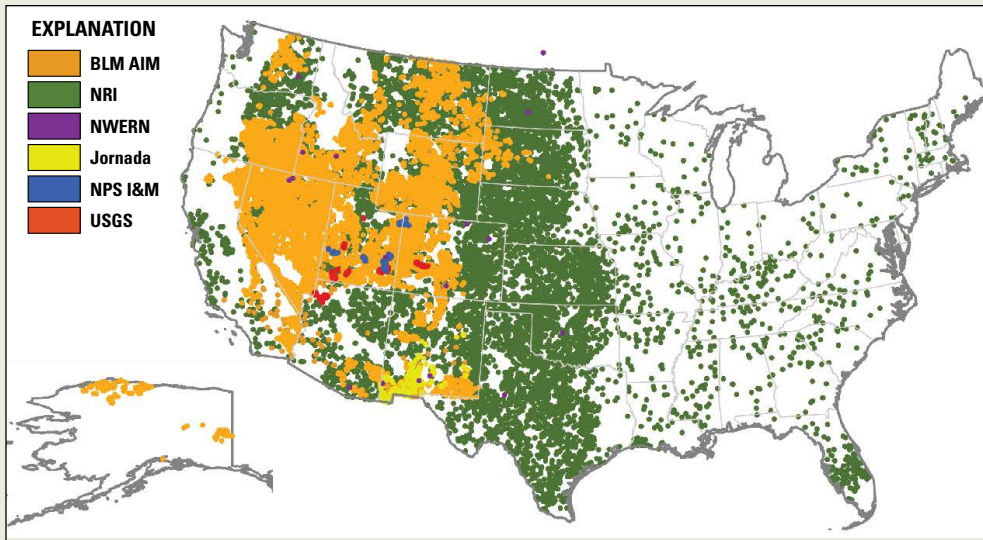 EXPLANATION
BLM AIM
NRI
NWERN
Jornada
NPS I&M
USGS